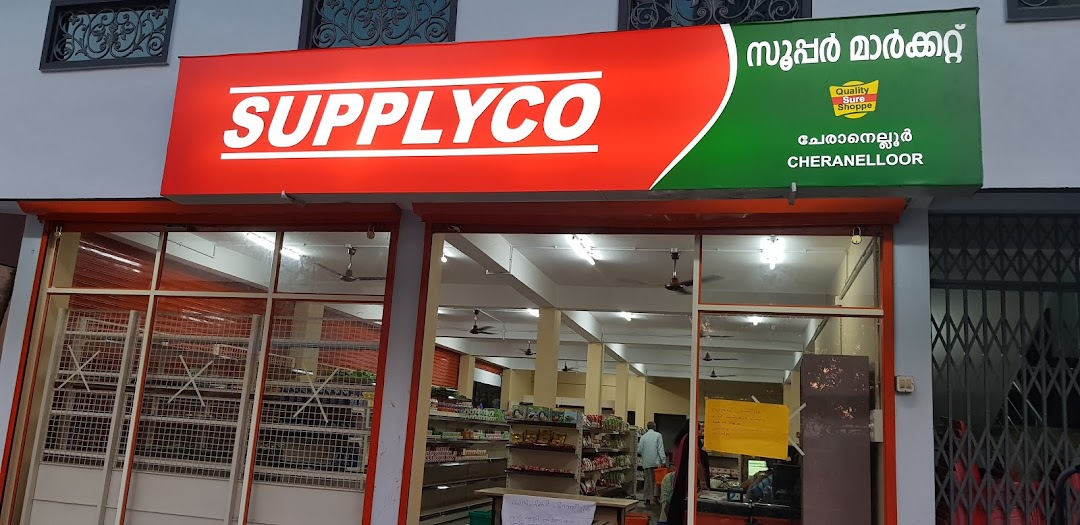 SUPPLYCO
സൂപ്പർ മാർക്കറ്റ്
Quality
Sure
Shoppe
ചേരാനെല്ലൂർ
CHERANELLOOR